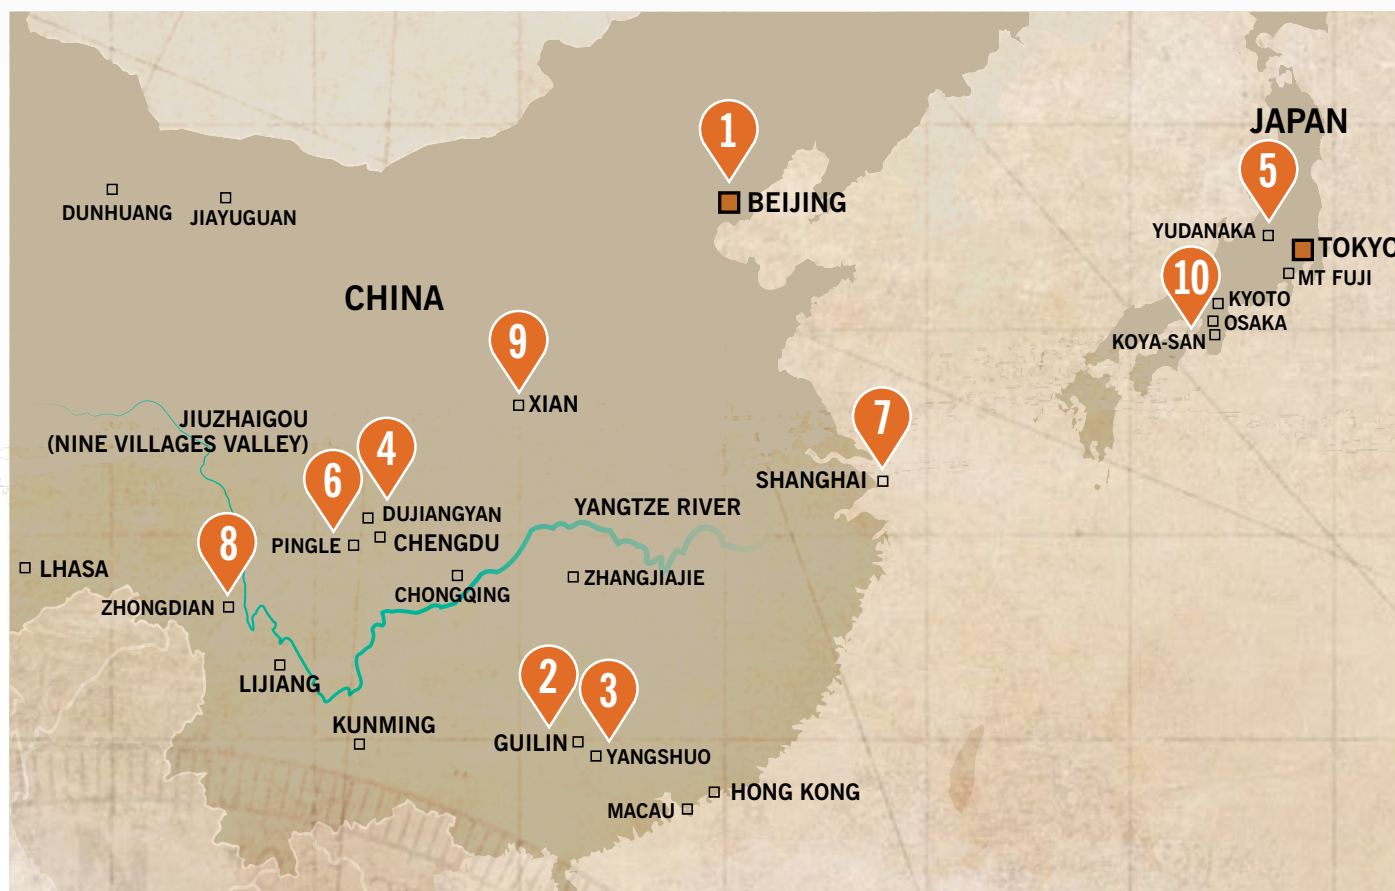 1
JAPAN
5
DUNHUANG
JIAYUGUAN
BEIJING
YUDANAKA
TOKYO
10
MT FUJI
CHINA
KYOTO
OSAKA
KOYA-SAN
9
XIAN
7
JIUZHAIGOU
(NINE VILLAGES VALLEY)
4
6
SHANGHAI
YANGTZE RIVER
DUJIANGYAN
8
PINGLE
CHENGDU
LHASA
ZHANGJIAJIE
CHONGQING
ZHONGDIAN
LIJIANG
2
3
KUNMING
GUILIN
YANGSHUO
HONG KONG
MACAU